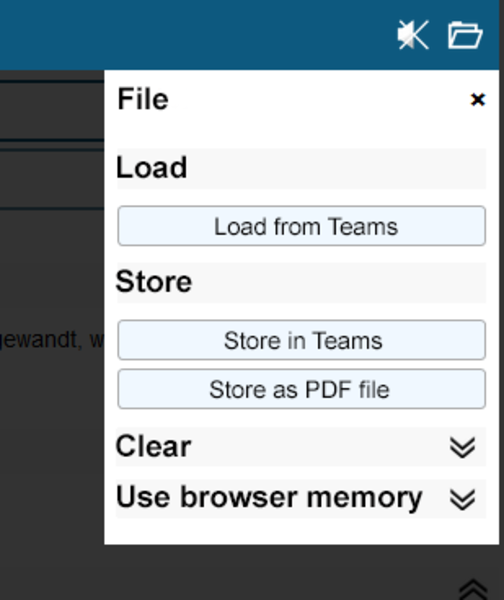 File
Load
Load from Teams
Store
Store in Teams
gewandt, w
Store as PDF file
Clear
Use browser memory